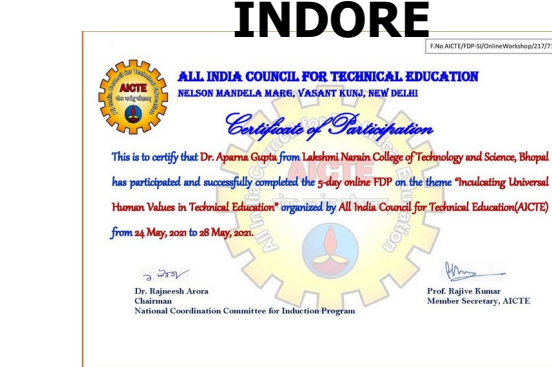 INDORE
F.No AICTE/FDP-SI/OnlineWorkshop/217/7
ALL INDIA COUNCIL FOR TECHNICAL EDUCATION
NELSON MANDELA MARG, VASANT KUNJ, NEW DELHI
AICTE
Certificate of Participation
This is to certify that Dr. Aparna Gupta from Lakshmi Narain College of Technology and Science, Bhopal
has participated and successfully completed the 5-day online FDP on the theme "Inculcating Universal
Human Values in Technical Education" organized by All India Council for Technical Education(AICTE)
from 24 May, 2021 to 28 May, 2021.
Dr. Rajneesh Arora
Chairman
National Coordination Committee for Induction Program
Prof. Rajive Kumar
Member Secretary, AICTE